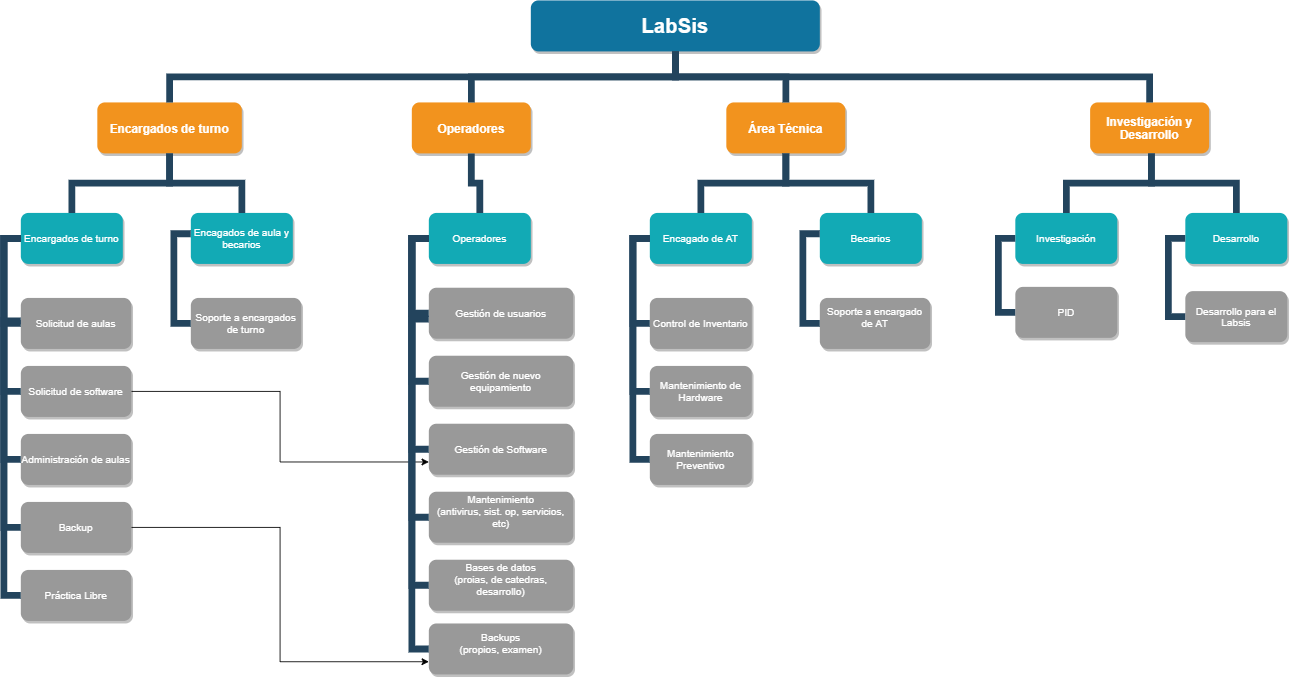 LabSis
Encargados de turno
Operadores
Área Técnica
Investigación y
Desarrollo
Encargados de turno
Encagados de aula y
becarios
Operadores
Encagado de AT
Becarios
Investigación
Desarrollo
Solicitud de aulas
Solicitud de software
Administración de aulas
Backup
Práctica Libre
Soporte a encargados
de turno
Gestión de usuarios
Gestión de nuevo
equipamiento
Gestión de Software
Mantenimiento
(antivirus, sist. op, servicios,
etc)
Bases de datos
(proias, de catedras,
desarrollo)
Backups
(propios, examen)
Control de Inventario
Mantenimiento de
Hardware
Mantenimiento
Preventivo
Soporte a encargado
de AT
PID
Desarrollo para el
Labsis